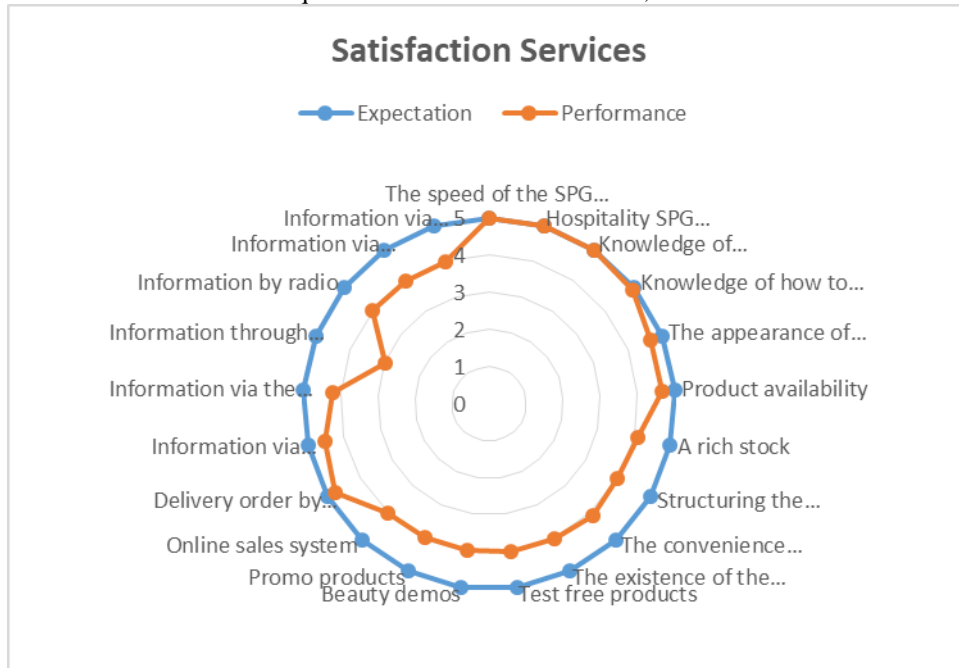 Satisfaction Services
Expectation
Performance
The speed of the SPG...
Hospitality SPG...
Knowledge of...
Knowledge of how to...
The appearance of...
Product availability
A rich stock
Structuring the...
The convenience...
The existence of the...
Test free products
Beauty demos
Promo products
Online sales system
Delivery order by...
Information via...
Information via the...
Information through...
Information by radio
Information via...
Information via...
5
4
3
2
1
0